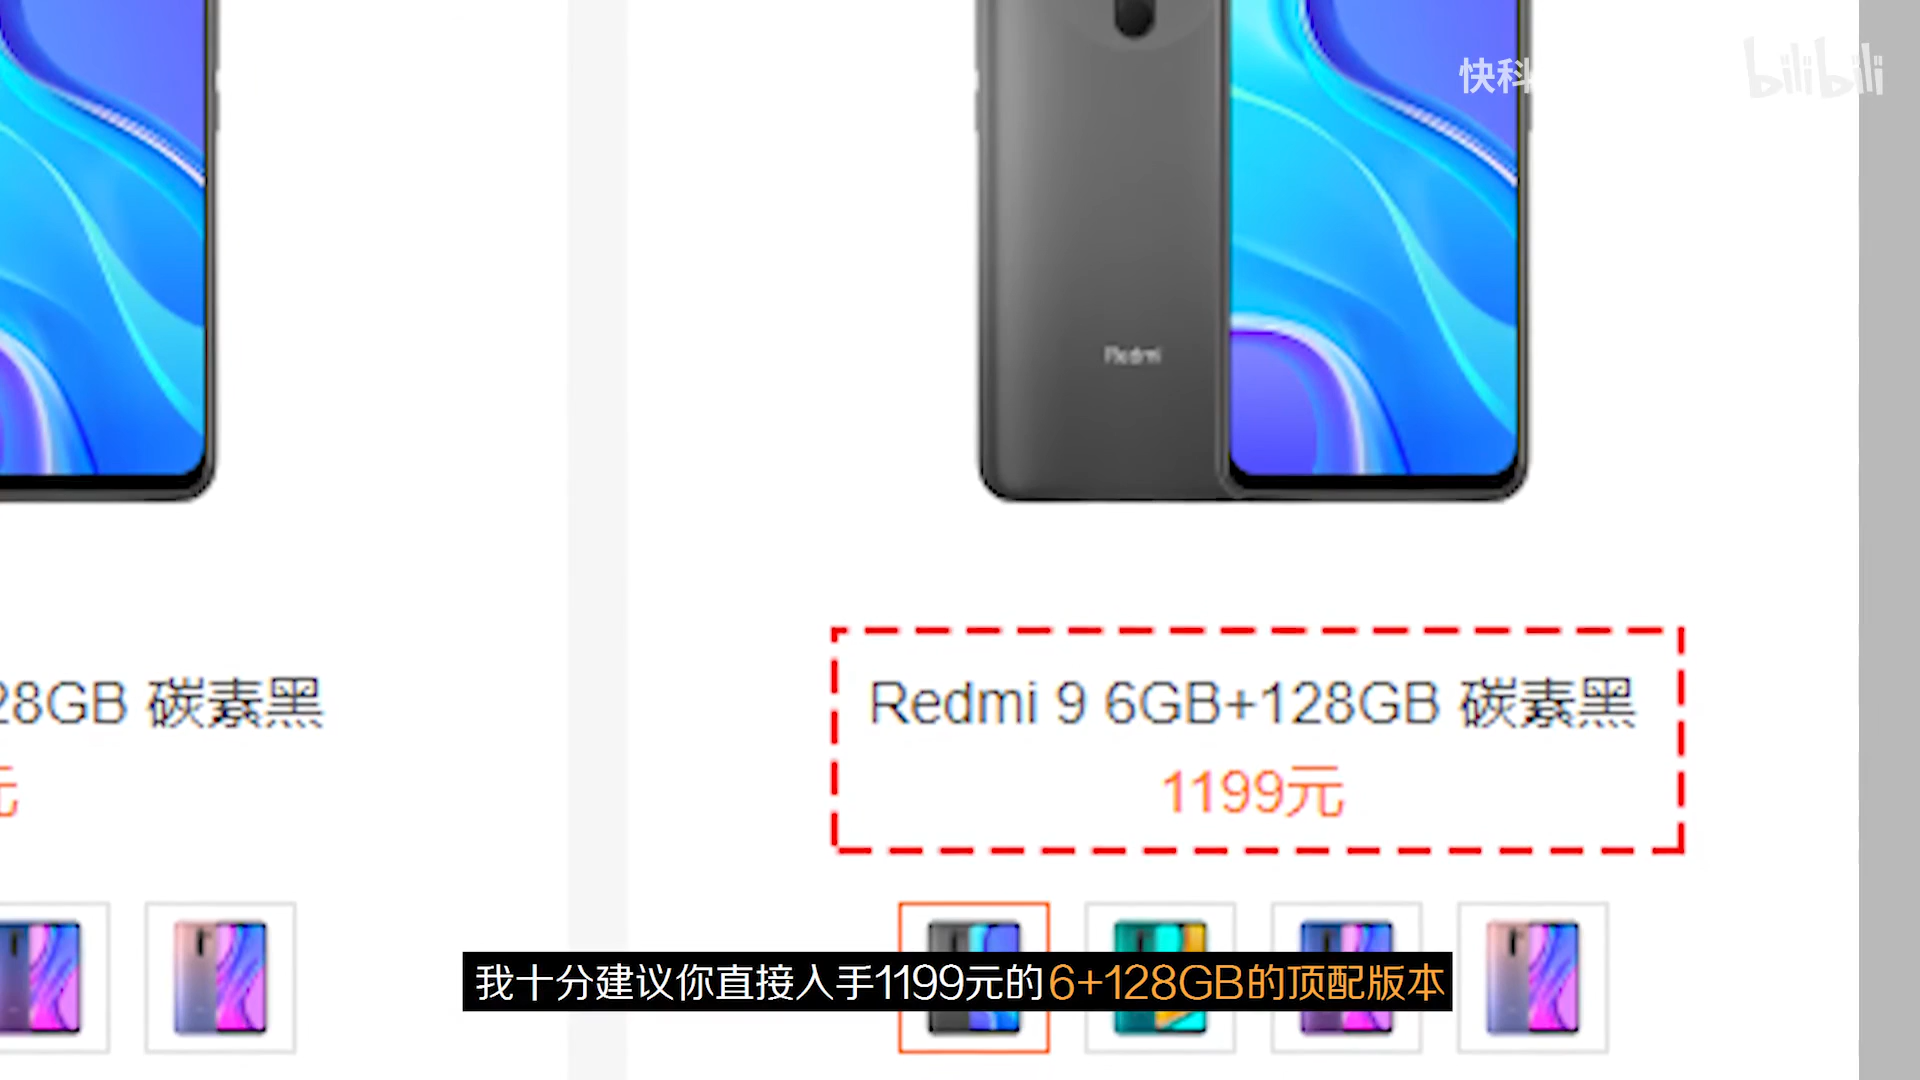 快科
bilibili
Redmi
28GB 碳素黑
元
Redmi 9 6GB+128GB 碳素黑
1199元
我十分建议你直接入手1199元的6+128GB的顶配版本